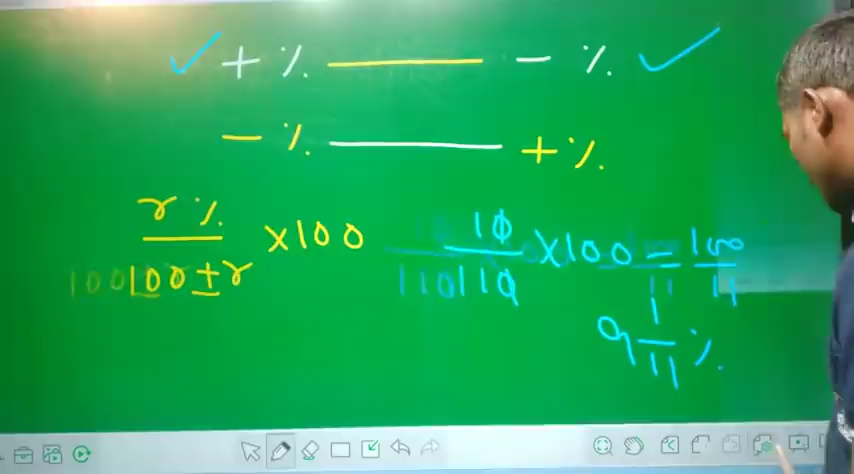 ✓ + % — - % ✓
- % — + %
r % / 100 ± r × 100
10 / 110 × 100 = 100 / 11
9 1/11 %